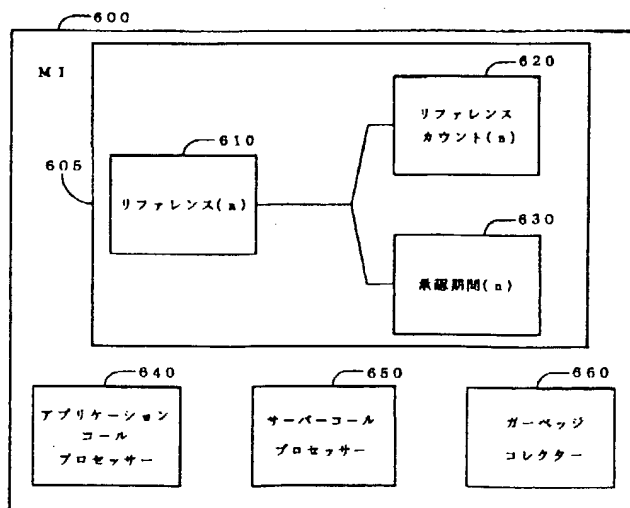 600
MI
620
リファレンス
カウント(n)
610
605
リファレンス(n)
630
承認期間(n)
640
アプリケーション
コール
プロセッサー
650
サーバーコール
プロセッサー
660
ガーベッジ
コレクター